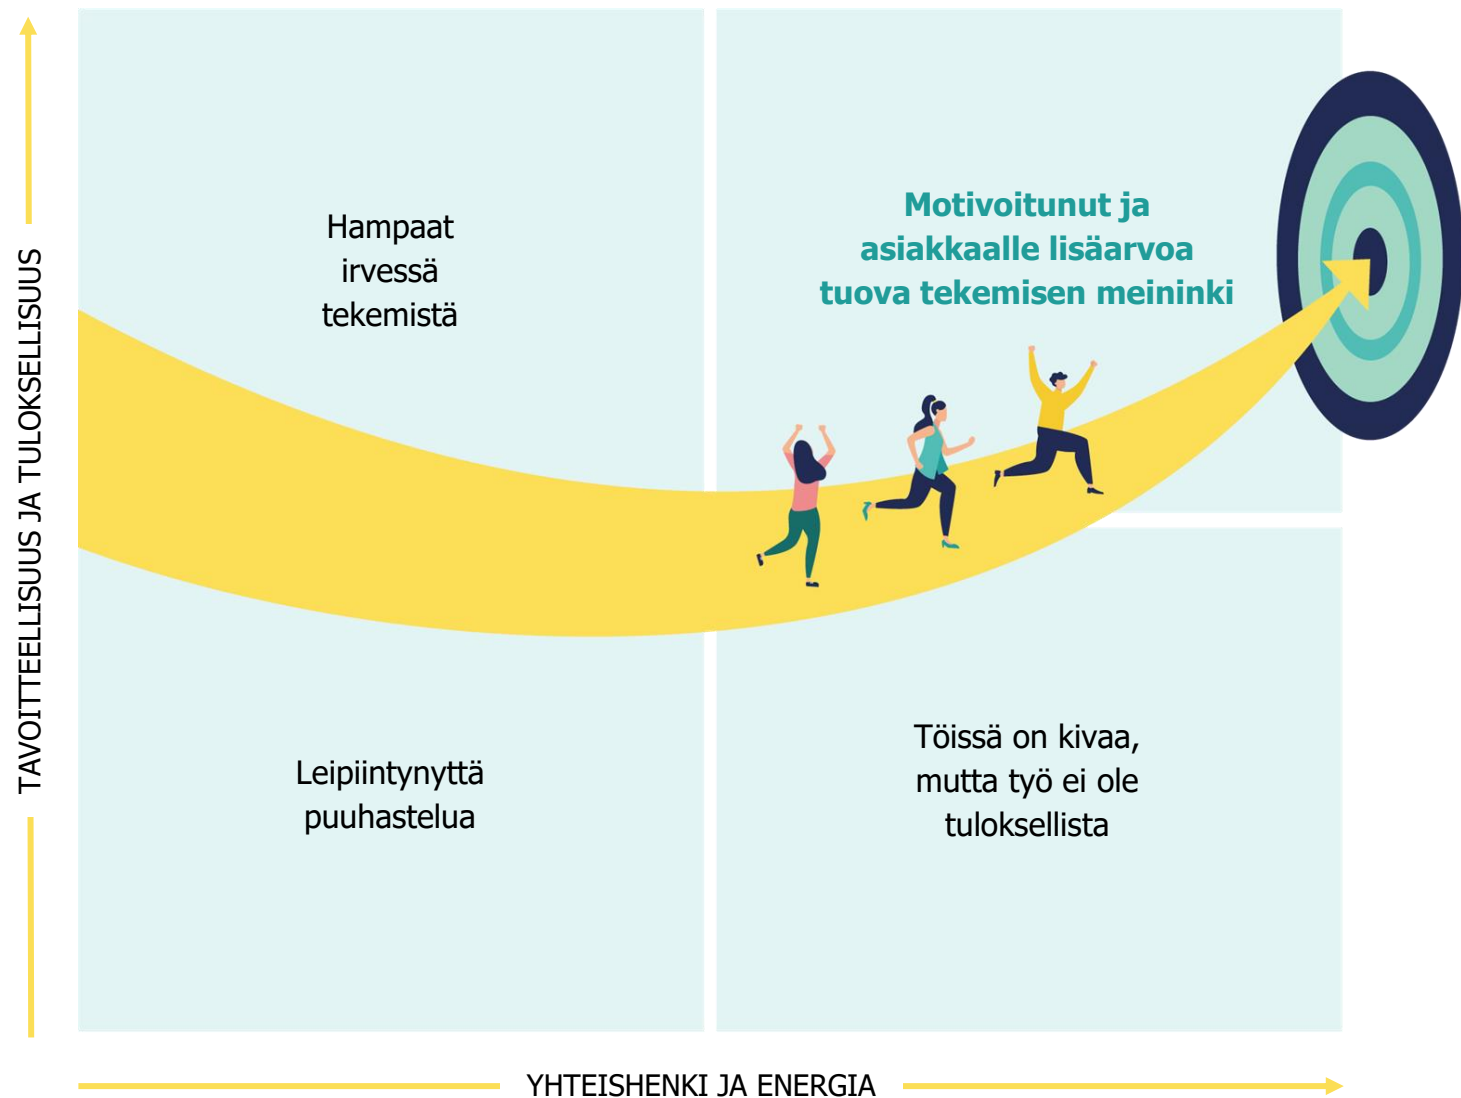 TAVOITTEELLISUUS JA TULOKSELLISUUS
Hampaat
irvessä
tekemistä
Motivoitunut ja
asiakkaalle lisäarvoa
tuova tekemisen meininki
Leipiintynyttä
puuhastelua
Töissä on kivaa,
mutta työ ei ole
tuloksellista
YHTEISHENKI JA ENERGIA